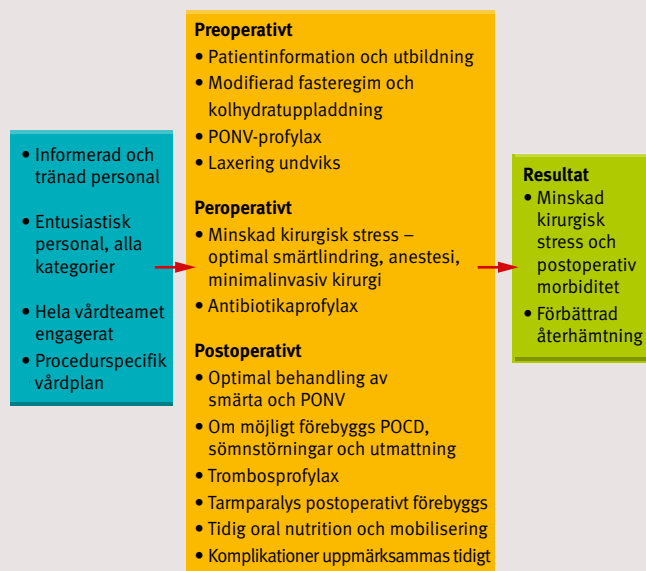 • Informerad och
tränad personal
• Entusiastisk
personal, alla
kategorier
• Hela vårdteamet
engagerat
• Procedurspecifik
vårdplan
Preoperativt
• Patientinformation och utbildning
• Modifierad fasteregim och
kolhydratuppladdning
• PONV-profylax
• Laxering undviks
Peroperativt
• Minskad kirurgisk stress –
optimal smärtlindring, anestesi,
minimalinvasiv kirurgi
• Antibiotikaprofylax
Postoperativt
• Optimal behandling av
smärta och PONV
• Om möjligt förebyggs POCD,
sömnstörningar och utmattning
• Trombosprofylax
• Tarmparalys postoperativt förebyggs
• Tidig oral nutrition och mobilisering
• Komplikationer uppmärksammas tidigt
Resultat
• Minskad
kirurgisk
stress och
postoperativ
morbiditet
• Förbättrad
återhämtning